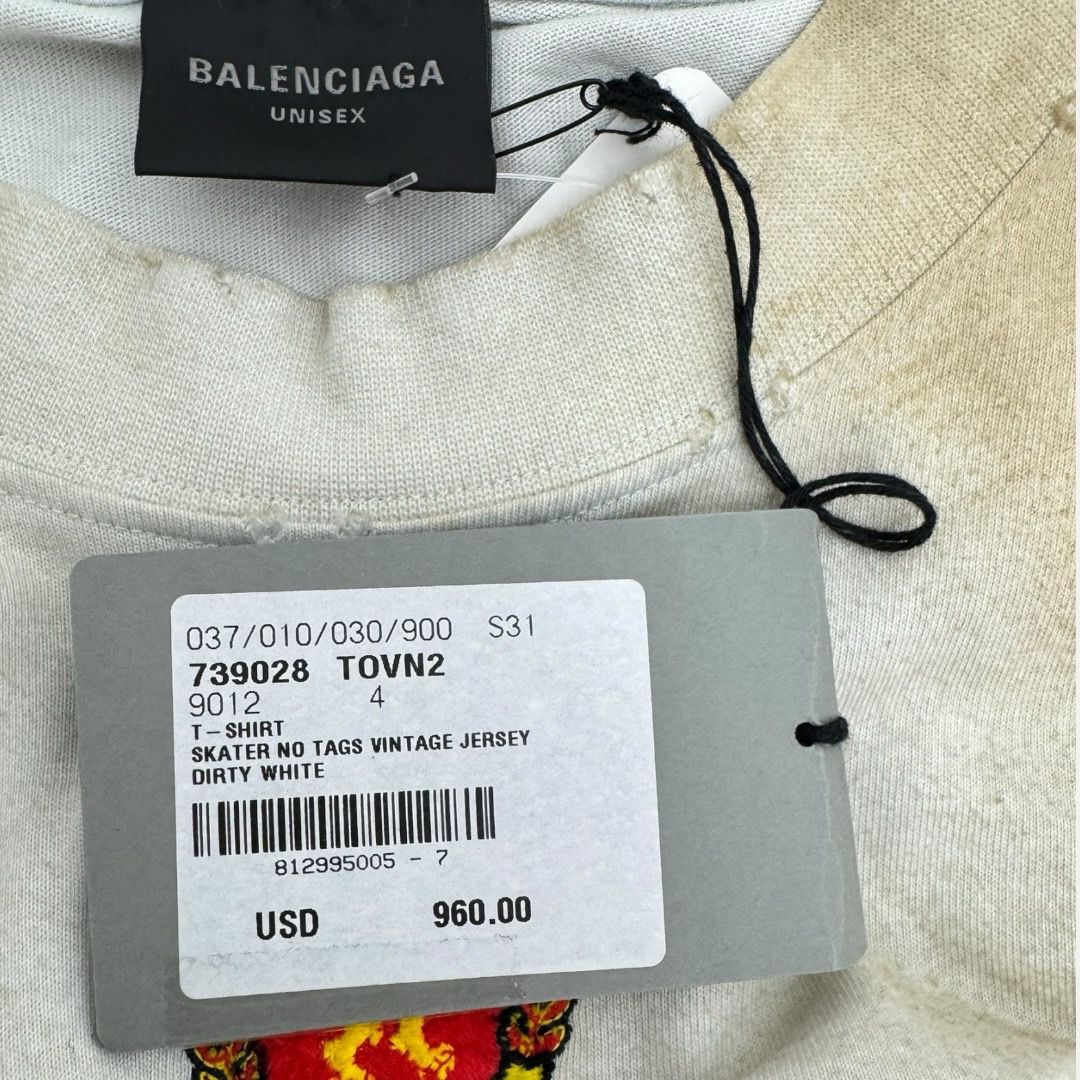 BALENCIAGA
UNISEX
037/010/030/900 S31
739028 TOVN2
9012 4
T-SHIRT
SKATER NO TAGS VINTAGE JERSEY
DIRTY WHITE
812995005 - 7
USD 960.00